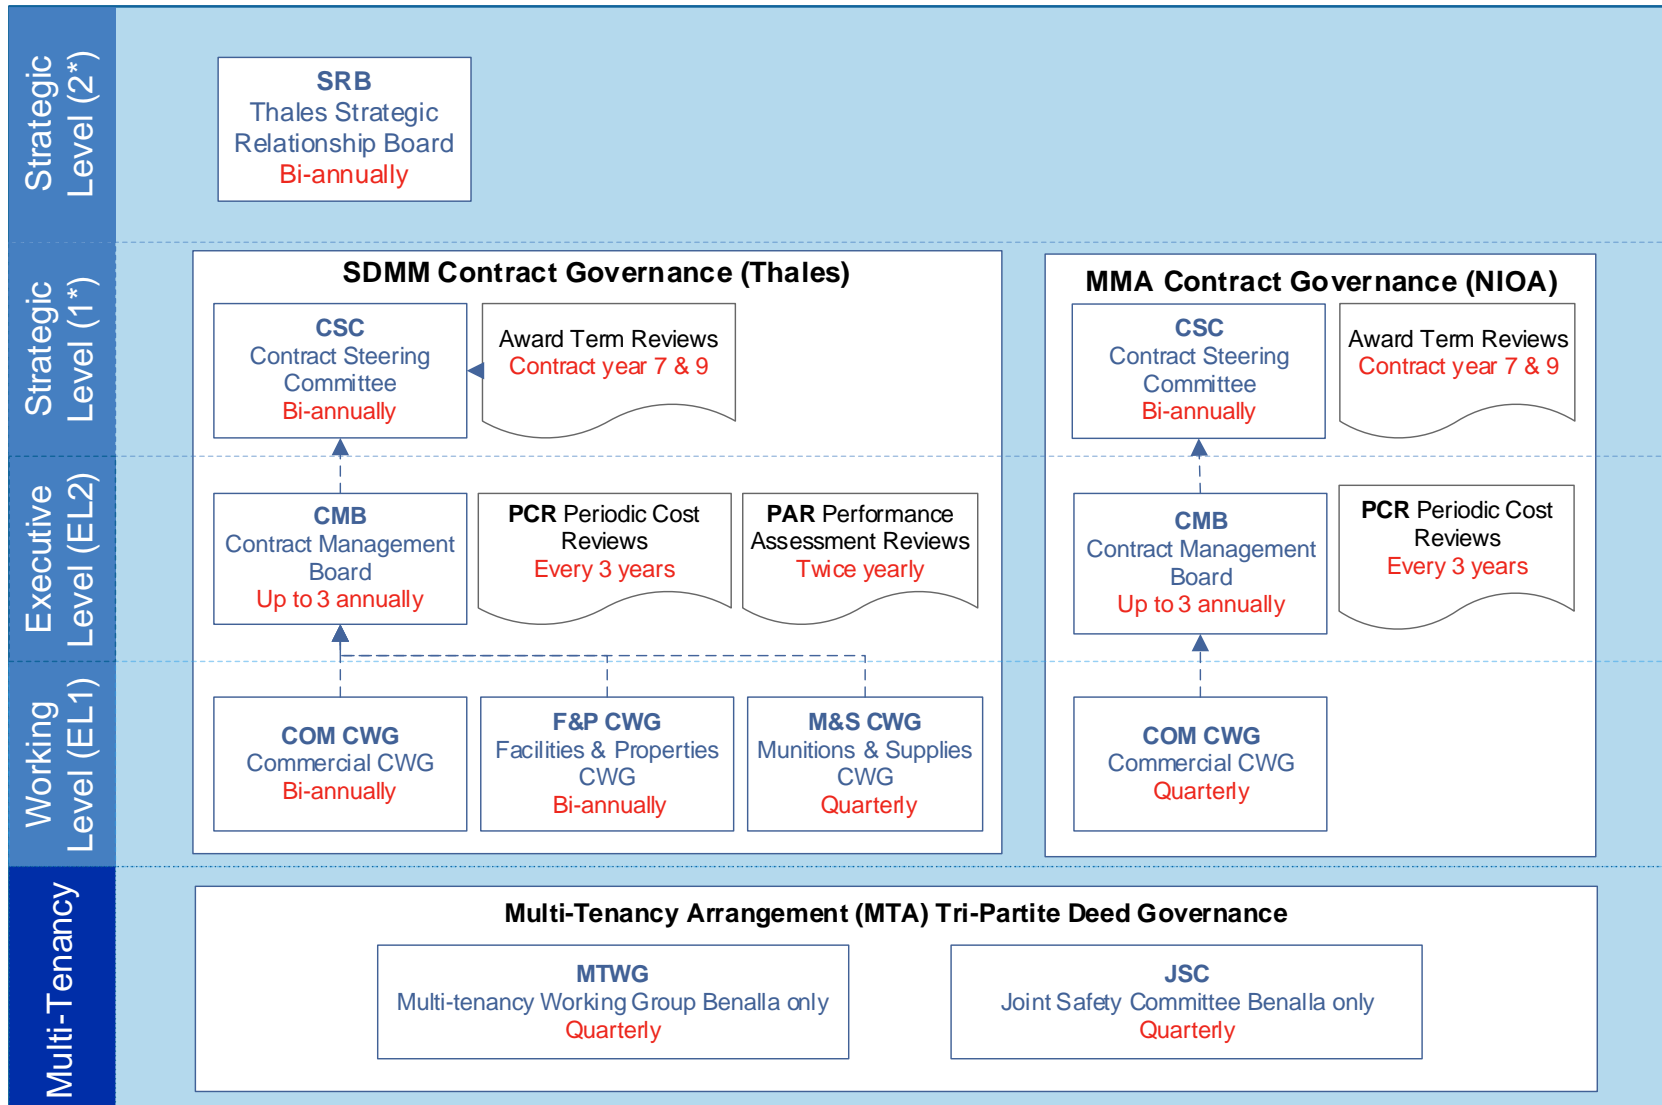 Strategic
Level (2*)
SRB
Thales Strategic
Relationship Board
Bi-annually
Strategic
Level (1*)
SDMM Contract Governance (Thales)
CSC
Contract Steering
Committee
Bi-annually
Award Term Reviews
Contract year 7 & 9
MMA Contract Governance (NIOA)
CSC
Contract Steering
Committee
Bi-annually
Award Term Reviews
Contract year 7 & 9
Executive
Level (EL2)
CMB
Contract Management
Board
Up to 3 annually
PCR Periodic Cost
Reviews
Every 3 years
PAR Performance
Assessment Reviews
Twice yearly
CMB
Contract Management
Board
Up to 3 annually
PCR Periodic Cost
Reviews
Every 3 years
Working
Level (EL1)
COM CWG
Commercial CWG
Bi-annually
F&P CWG
Facilities & Properties
CWG
Bi-annually
M&S CWG
Munitions & Supplies
CWG
Quarterly
COM CWG
Commercial CWG
Quarterly
Multi-Tenancy
Multi-Tenancy Arrangement (MTA) Tri-Partite Deed Governance
MTWG
Multi-tenancy Working Group Benalla only
Quarterly
JSC
Joint Safety Committee Benalla only
Quarterly